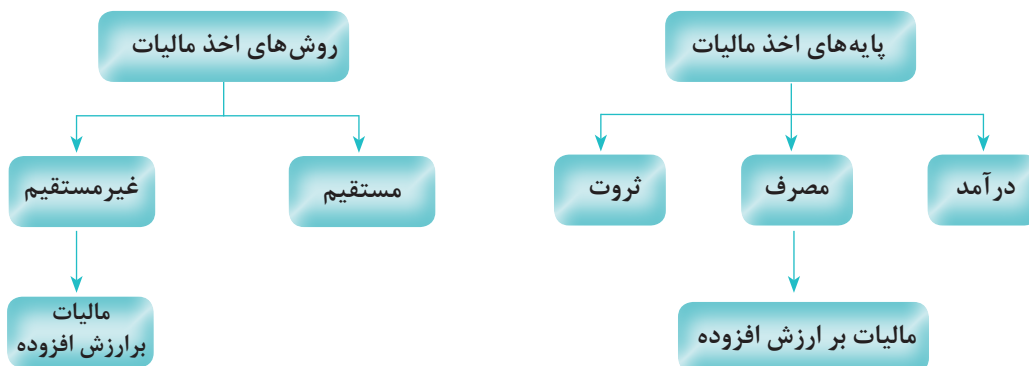 پایه‌های اخذ مالیات
درآمد
مصرف
ثروت
مالیات بر ارزش افزوده
روش‌های اخذ مالیات
مستقیم
غیرمستقیم
مالیات
برارزش افزوده